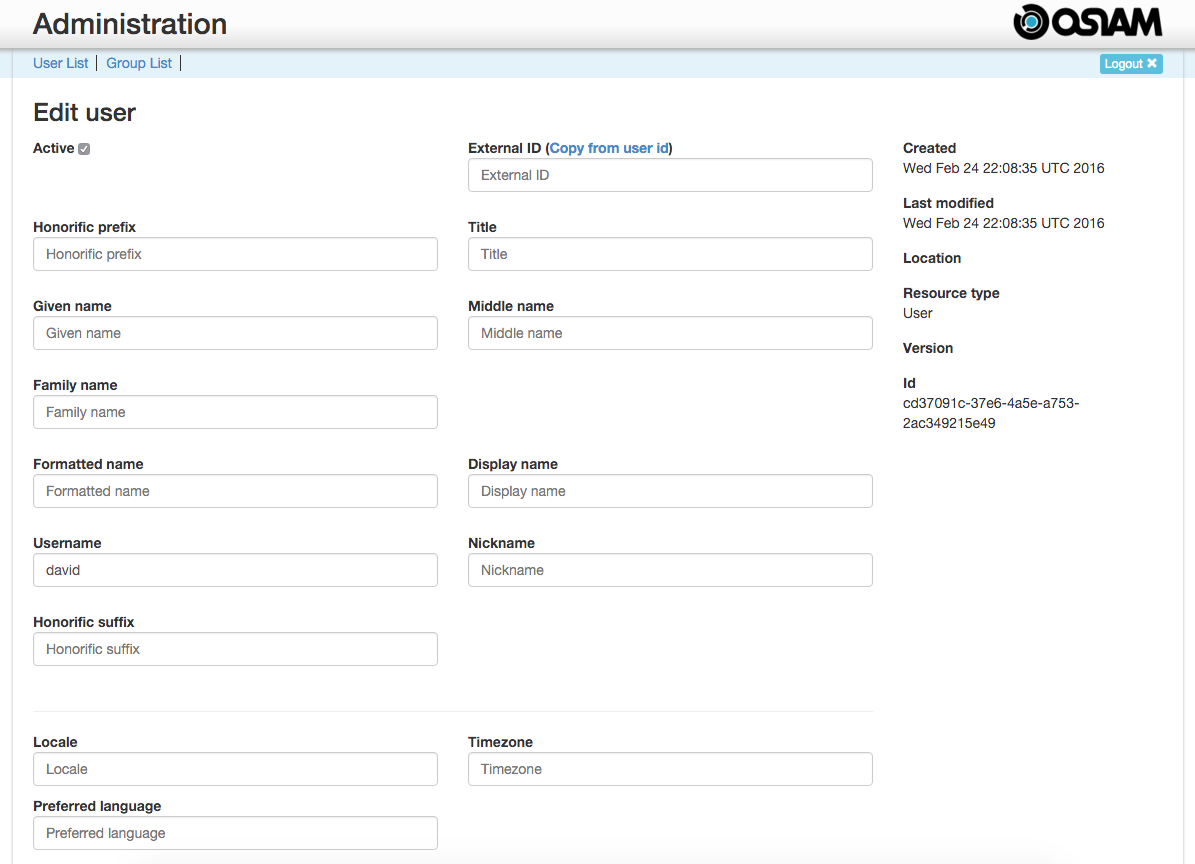 Administration
OSIAM
User List
Group List
Logout ✖
Edit user
Active
External ID (Copy from user id)
External ID
Honorific prefix
Honorific prefix
Title
Title
Given name
Given name
Middle name
Middle name
Family name
Family name
Formatted name
Formatted name
Display name
Display name
Username
david
Nickname
Nickname
Honorific suffix
Honorific suffix
Locale
Locale
Timezone
Timezone
Preferred language
Preferred language
Created
Wed Feb 24 22:08:35 UTC 2016
Last modified
Wed Feb 24 22:08:35 UTC 2016
Location
Resource type
User
Version
Id
cd37091c-37e6-4a5e-a753-
2ac349215e49